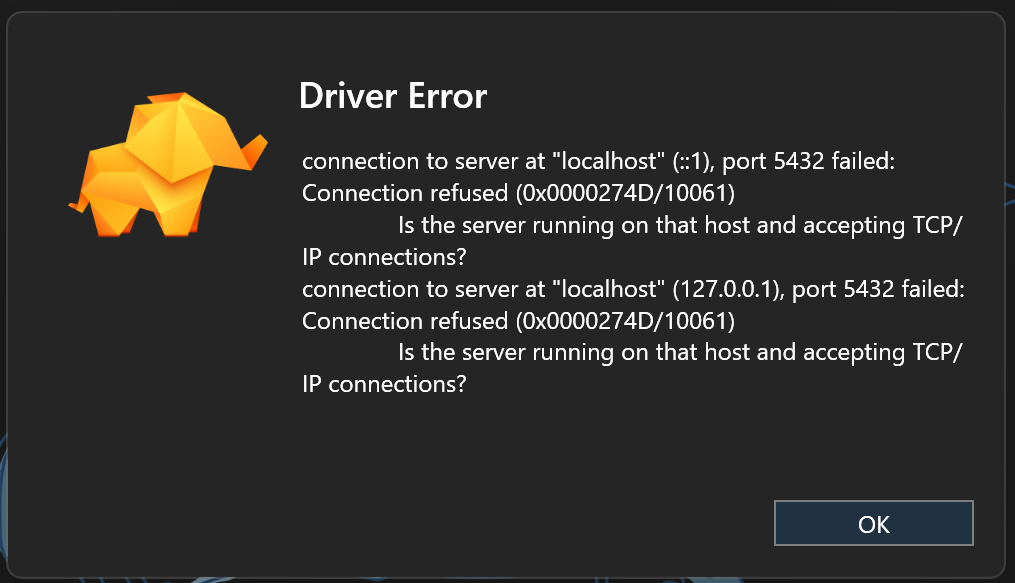 Driver Error
connection to server at "localhost" (::1), port 5432 failed:
Connection refused (0x0000274D/10061)
Is the server running on that host and accepting TCP/
IP connections?
connection to server at "localhost" (127.0.0.1), port 5432 failed:
Connection refused (0x0000274D/10061)
Is the server running on that host and accepting TCP/
IP connections?
OK